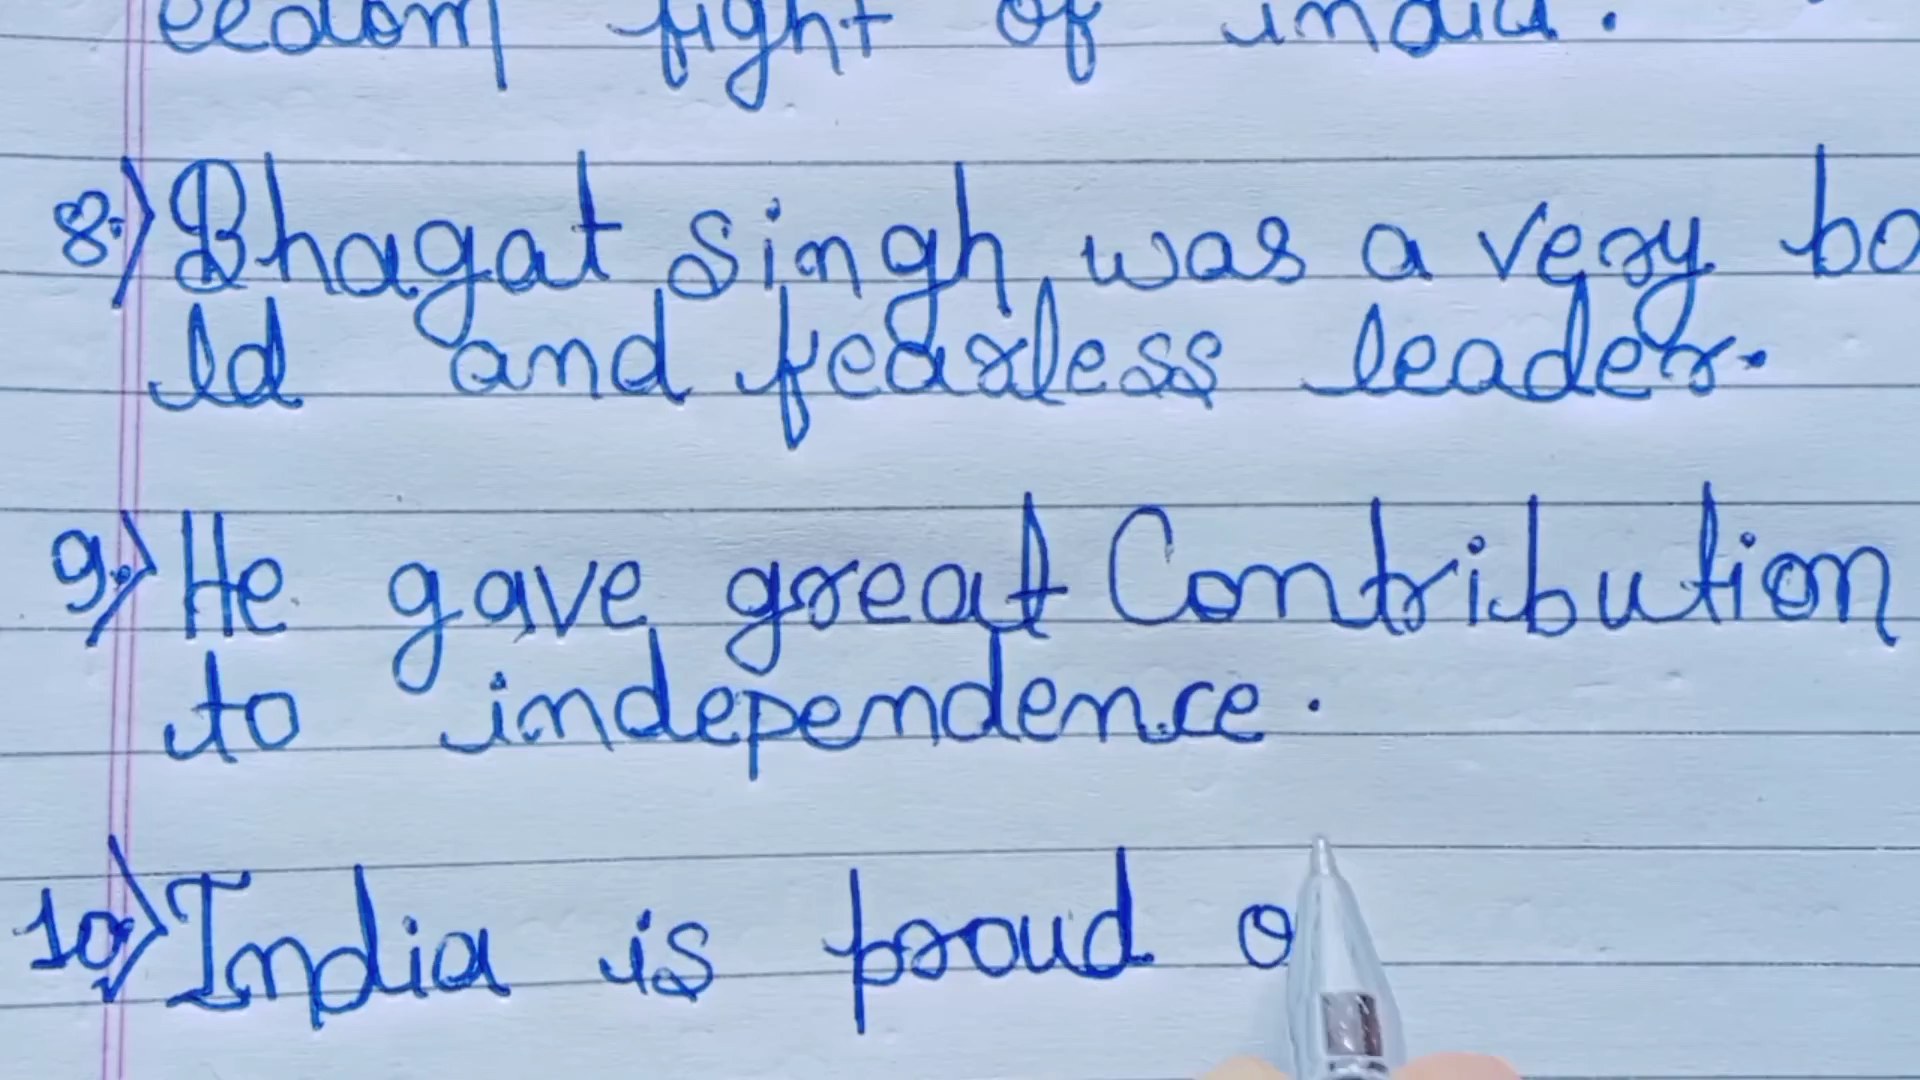 eedom fight of india.
8.) Bhagat singh was a very bo
ld and fearless leader.
9.) He gave great Contribution
to independence.
10.) India is proud o